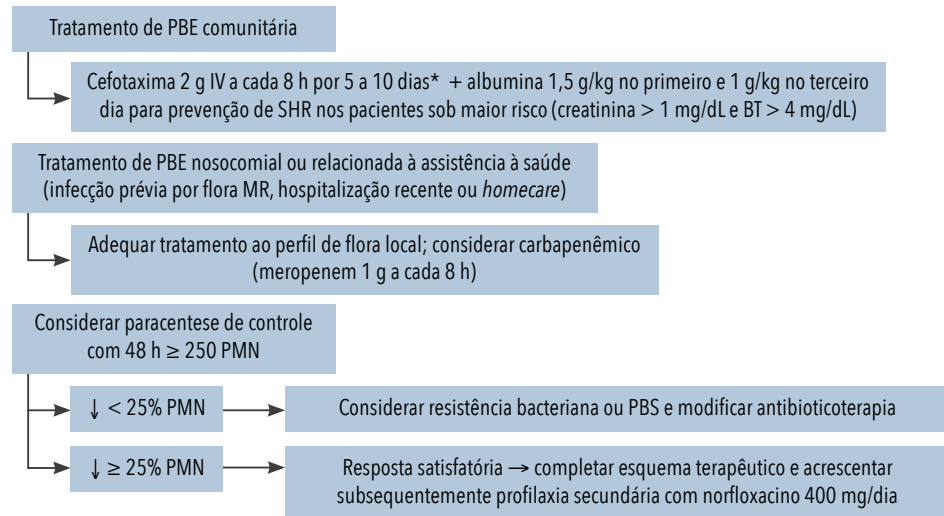 Tratamento de PBE comunitária
Cefotaxima 2 g IV a cada 8 h por 5 a 10 dias* + albumina 1,5 g/kg no primeiro e 1 g/kg no terceiro
dia para prevenção de SHR nos pacientes sob maior risco (creatinina > 1 mg/dL e BT > 4 mg/dL)
Tratamento de PBE nosocomial ou relacionada à assistência à saúde
(infecção prévia por flora MR, hospitalização recente ou homecare)
Adequar tratamento ao perfil de flora local; considerar carbapenêmico
(meropenem 1 g a cada 8 h)
Considerar paracentese de controle
com 48 h ≥ 250 PMN
↓ < 25% PMN
Considerar resistência bacteriana ou PBS e modificar antibioticoterapia
↓ ≥ 25% PMN
Resposta satisfatória → completar esquema terapêutico e acrescentar
subsequentemente profilaxia secundária com norfloxacino 400 mg/dia